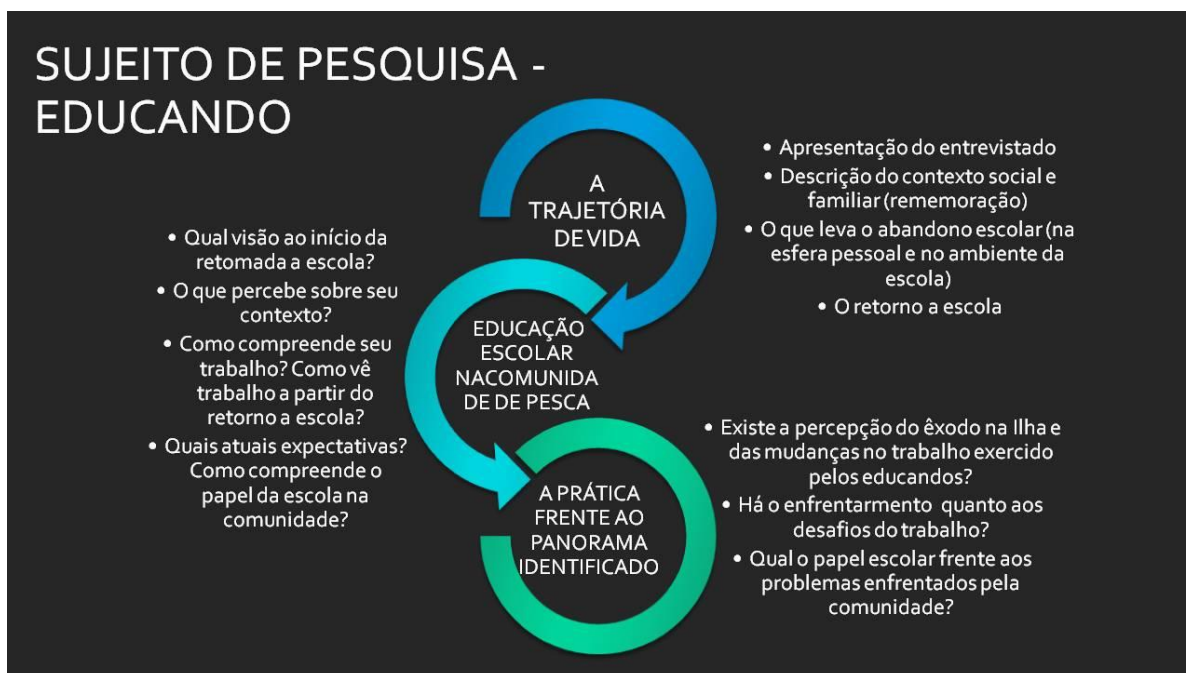 SUJEITO DE PESQUISA -
EDUCANDO
A
TRAJETÓRIA
DE VIDA
• Apresentação do entrevistado
• Descrição do contexto social e
familiar (rememoração)
• O que leva o abandono escolar (na
esfera pessoal e no ambiente da
escola)
• O retorno a escola
• Qual visão ao início da
retomada a escola?
• O que percebe sobre seu
contexto?
• Como compreende seu
trabalho? Como vê
trabalho a partir do
retorno a escola?
• Quais atuais expectativas?
Como compreende o
papel da escola na
comunidade?
EDUCAÇÃO
ESCOLAR
NACOMUNIDA
DE DE PESCA
A PRÁTICA
FRENTE AO
PANORAMA
IDENTIFICADO
• Existe a percepção do êxodo na Ilha e
das mudanças no trabalho exercido
pelos educandos?
• Há o enfrentarmento quanto aos
desafios do trabalho?
• Qual o papel escolar frente aos
problemas enfrentados pela
comunidade?